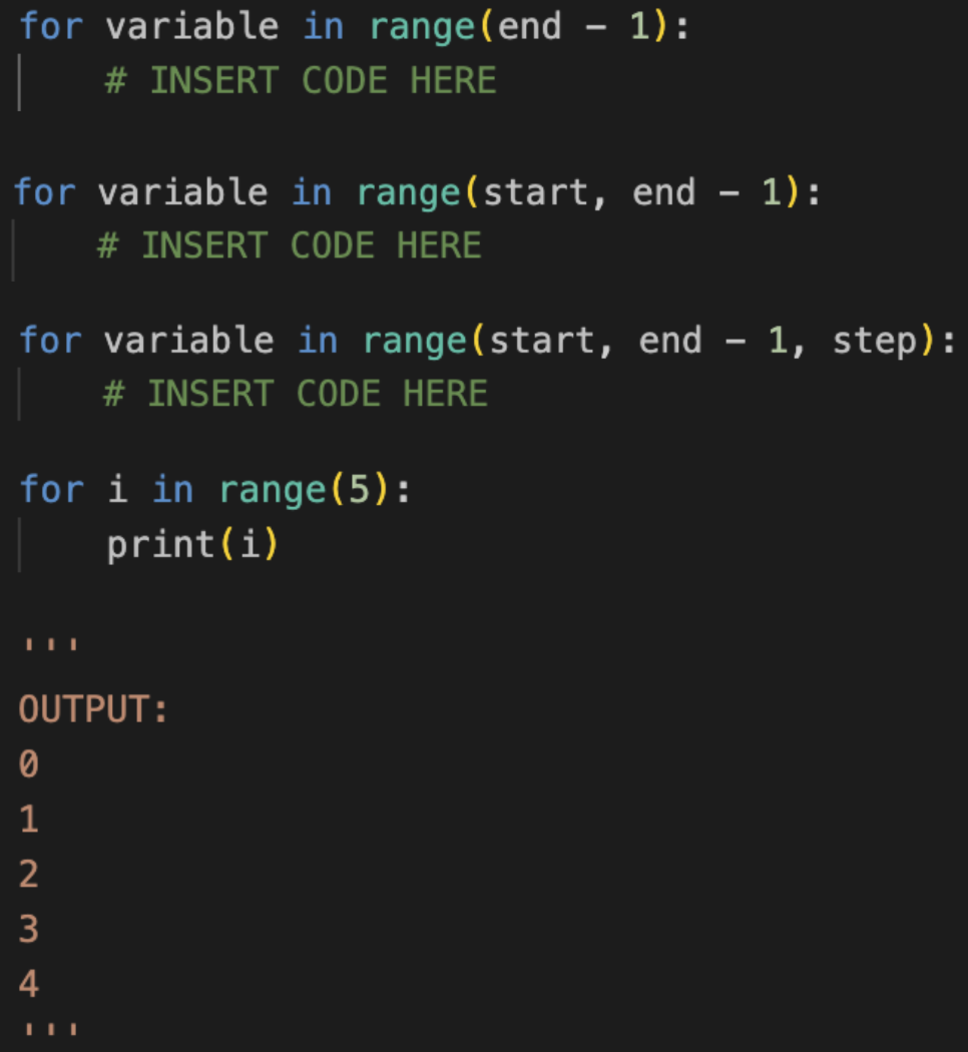 for variable in range(end - 1):
    # INSERT CODE HERE
for variable in range(start, end - 1):
    # INSERT CODE HERE
for variable in range(start, end - 1, step):
    # INSERT CODE HERE
for i in range(5):
    print(i)
'''
OUTPUT:
0
1
2
3
4
'''